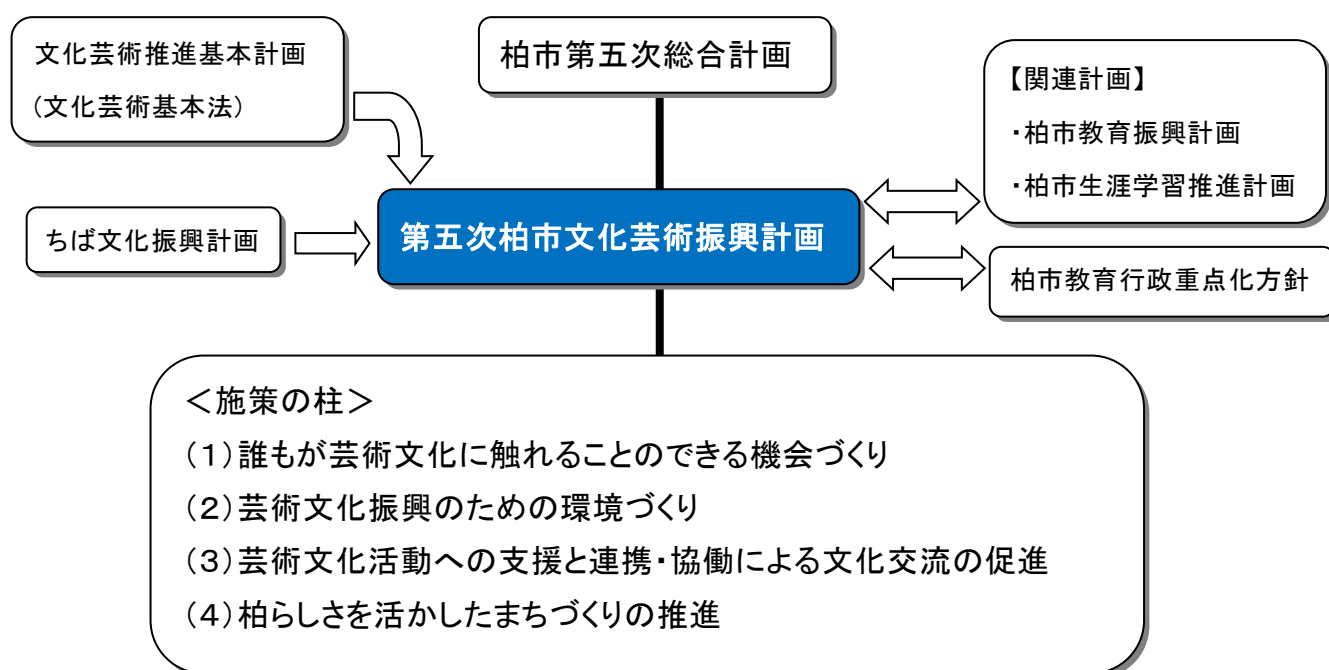 文化芸術推進基本計画
(文化芸術基本法)
柏市第五次総合計画
【関連計画】
・柏市教育振興計画
・柏市生涯学習推進計画
ちば文化振興計画
第五次柏市文化芸術振興計画
柏市教育行政重点化方針
＜施策の柱＞
(１)誰もが芸術文化に触れることのできる機会づくり
(２)芸術文化振興のための環境づくり
(３)芸術文化活動への支援と連携・協働による文化交流の促進
(４)柏らしさを活かしたまちづくりの推進